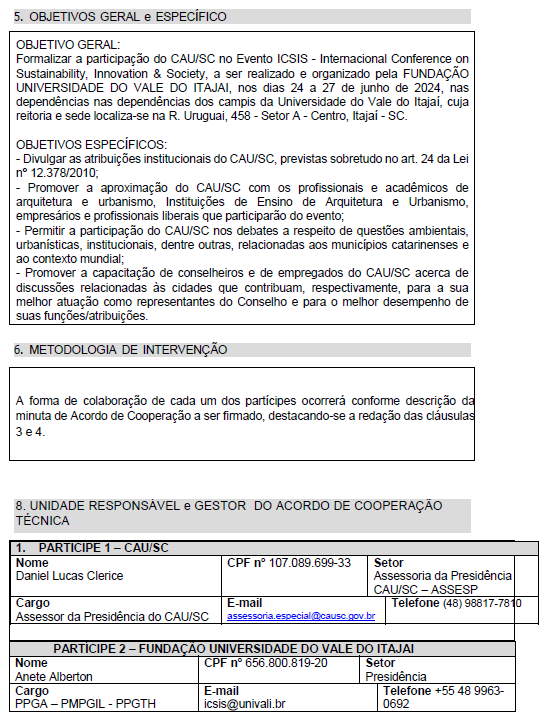 5. OBJETIVOS GERAL e ESPECÍFICO
OBJETIVO GERAL:
Formalizar a participação do CAU/SC no Evento ICSIS - Internacional Conference on
Sustainability, Innovation & Society, a ser realizado e organizado pela FUNDAÇÃO
UNIVERSIDADE DO VALE DO ITAJAI, nos dias 24 a 27 de junho de 2024, nas
dependências nas dependências dos campis da Universidade do Vale do Itajaí, cuja
reitoria e sede localiza-se na R. Uruguai, 458 - Setor A - Centro, Itajaí - SC.
OBJETIVOS ESPECÍFICOS:
- Divulgar as atribuições institucionais do CAU/SC, previstas sobretudo no art. 24 da Lei
nº 12.378/2010;
- Promover a aproximação do CAU/SC com os profissionais e acadêmicos de
arquitetura e urbanismo, Instituições de Ensino de Arquitetura e Urbanismo,
empresários e profissionais liberais que participarão do evento;
- Permitir a participação do CAU/SC nos debates a respeito de questões ambientais,
urbanísticas, institucionais, dentre outras, relacionadas aos municípios catarinenses e
ao contexto mundial;
- Promover a capacitação de conselheiros e de empregados do CAU/SC acerca de
discussões relacionadas às cidades que contribuam, respectivamente, para a sua
melhor atuação como representantes do Conselho e para o melhor desempenho de
suas funções/atribuições.
6. METODOLOGIA DE INTERVENÇÃO
A forma de colaboração de cada um dos partícipes ocorrerá conforme descrição da
minuta de Acordo de Cooperação a ser firmado, destacando-se a redação das cláusulas
3 e 4.
8. UNIDADE RESPONSÁVEL e GESTOR DO ACORDO DE COOPERAÇÃO
TÉCNICA
1. PARTICIPE 1 – CAU/SC
Nome
Daniel Lucas Clerice
CPF nº 107.089.699-33
Setor
Assessoria da Presidência
CAU/SC – ASSESP
Cargo
Assessor da Presidência do CAU/SC
E-mail
assessoria.especial@causc.gov.br
Telefone (48) 98817-7810
PARTÍCIPE 2 – FUNDAÇÃO UNIVERSIDADE DO VALE DO ITAJAI
Nome
Anete Alberton
CPF nº 656.800.819-20
Setor
Presidência
Cargo
PPGA – PMPGIL - PPGTH
E-mail
icsis@univali.br
Telefone +55 48 9963-
0692